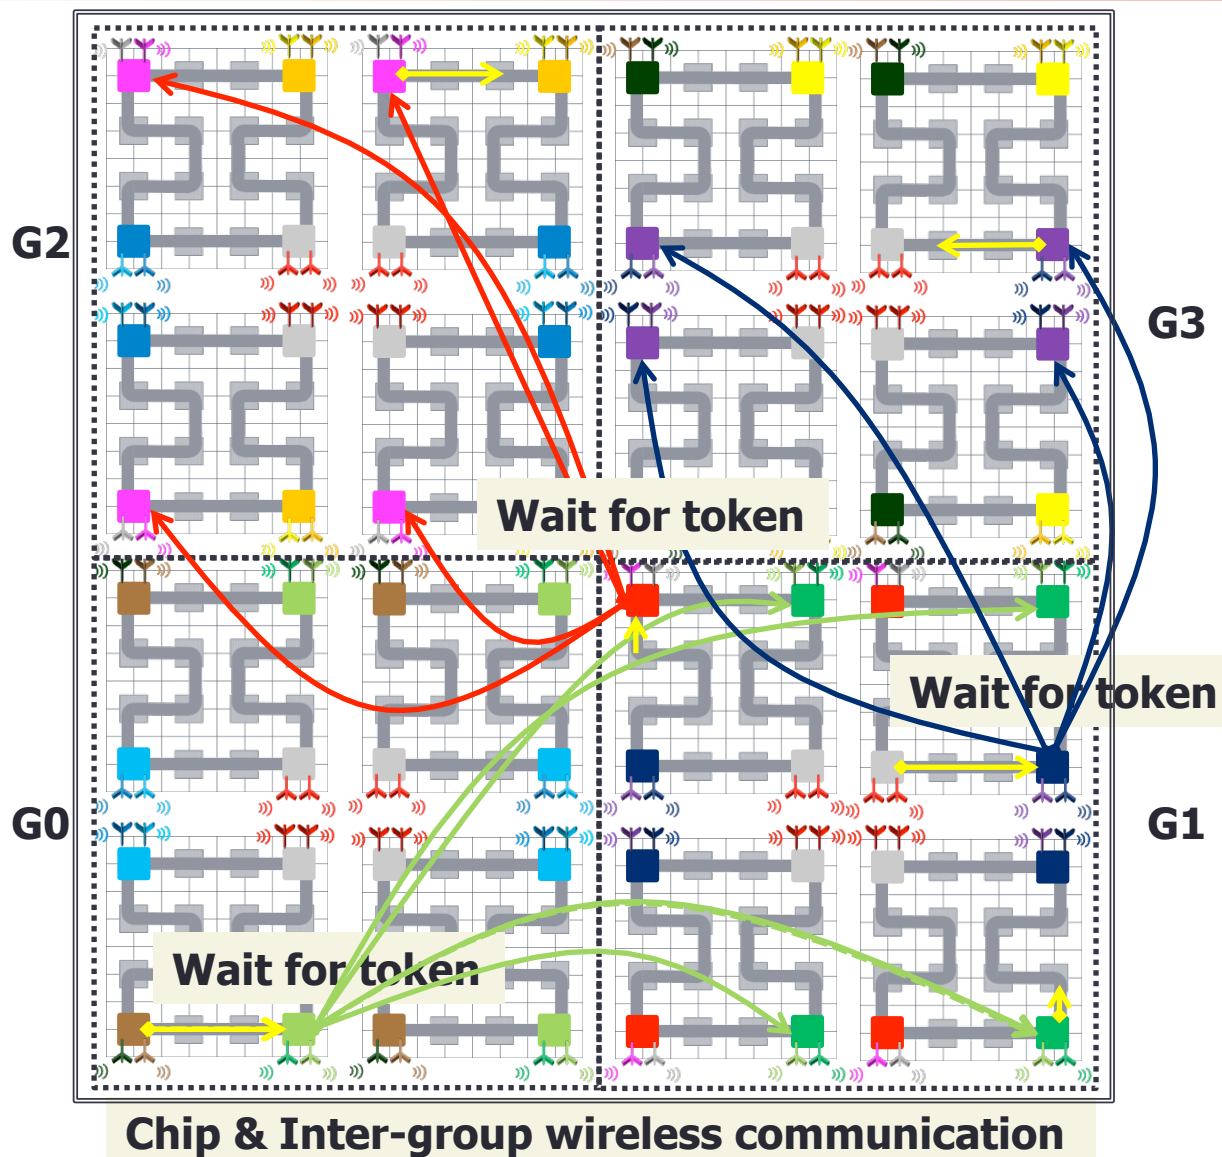 G2
G3
Wait for token
Wait for token
G0
G1
Wait for token
Chip & Inter-group wireless communication